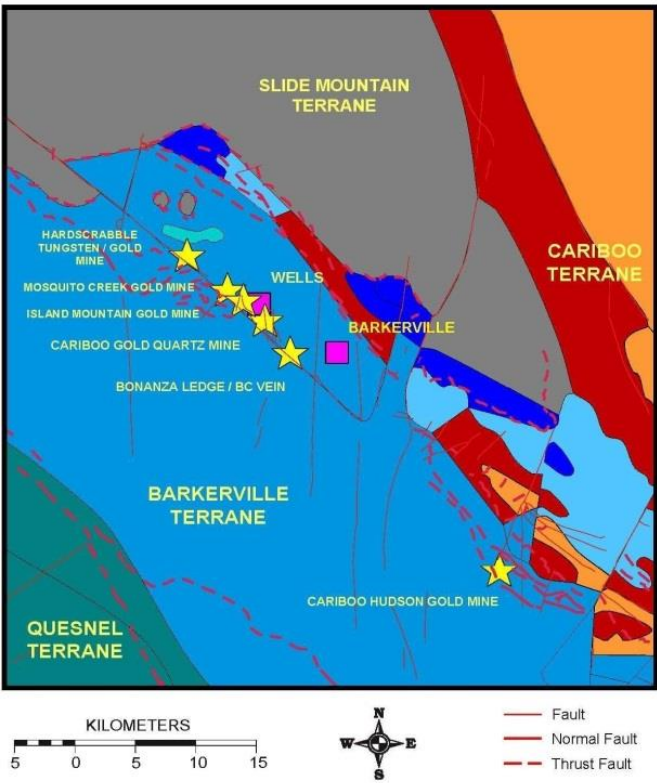 SLIDE MOUNTAIN
TERRANE
CARIBOO
TERRANE
HARDSCRABBLE
TUNGSTEN / GOLD
MINE
WELLS
MOSQUITO CREEK GOLD MINE
ISLAND MOUNTAIN GOLD MINE
BARKERVILLE
CARIBOO GOLD QUARTZ MINE
BONANZA LEDGE / BC VEIN
BARKERVILLE
TERRANE
CARIBOO HUDSON GOLD MINE
QUESNEL
TERRANE
KILOMETERS
5 0 5 10 15
N
W E
S
Fault
Normal Fault
Thrust Fault